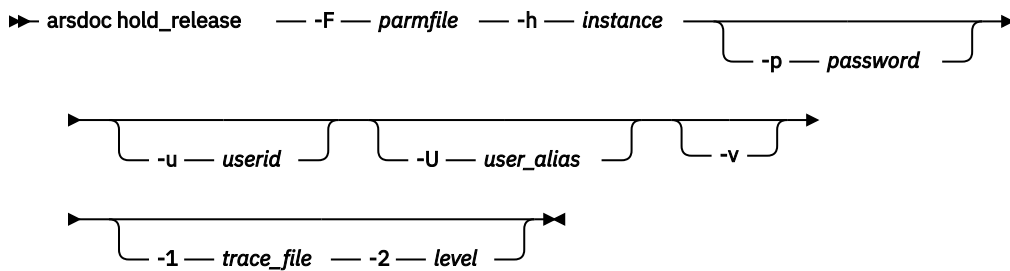 arsdoc hold_release -F parmfile -h instance
-p password
-u userid -U user_alias -v
-1 trace_file -2 level